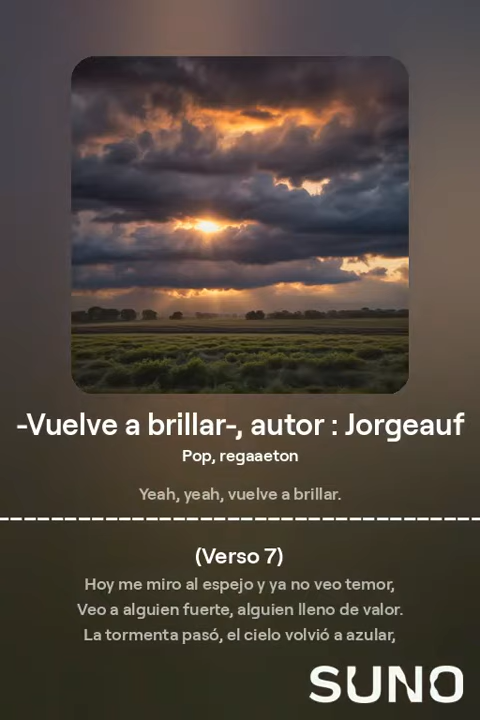 -Vuelve a brillar-, autor : Jorgeauf
Pop, regaaeton
Yeah, yeah, vuelve a brillar.
(Verso 7)
Hoy me miro al espejo y ya no veo temor,
Veo a alguien fuerte, alguien lleno de valor.
La tormenta pasó, el cielo volvió a azular,
SUNO